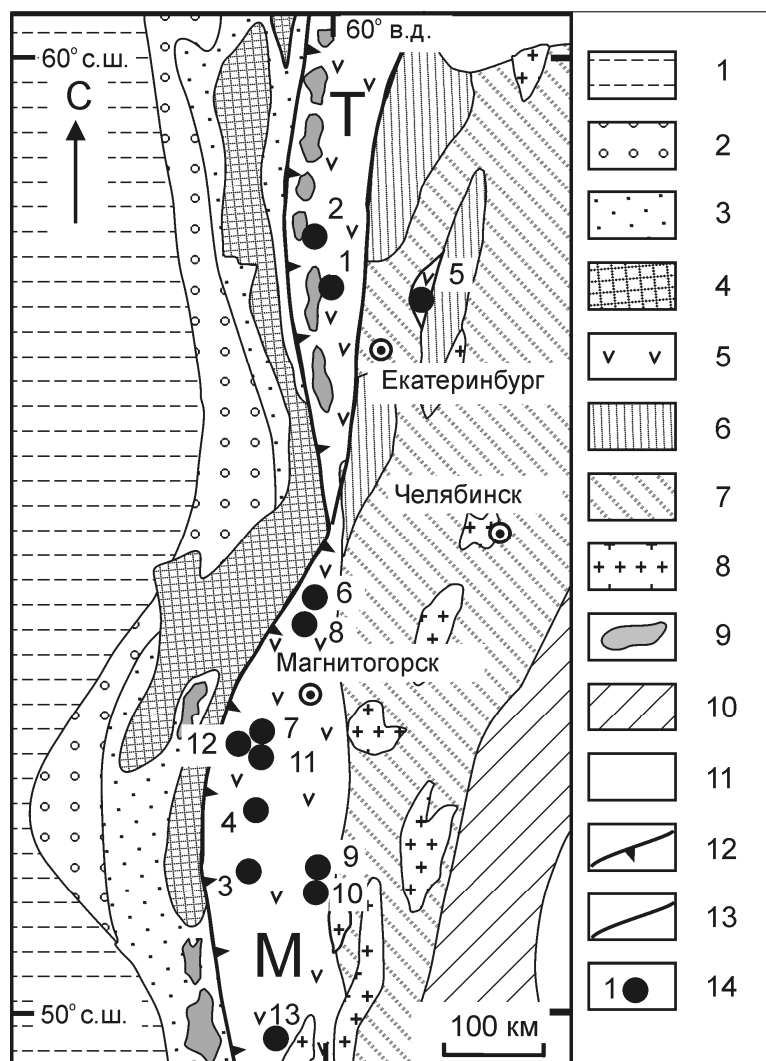 60° в.д.
60° с.ш.
С
Т
2
1
5
Екатеринбург
Челябинск
6
8
Магнитогорск
7
12
11
4
9
3
10
М
50° с.ш.
13
100 км
1
2
3
4
5
6
7
8
9
10
11
12
13
1 14